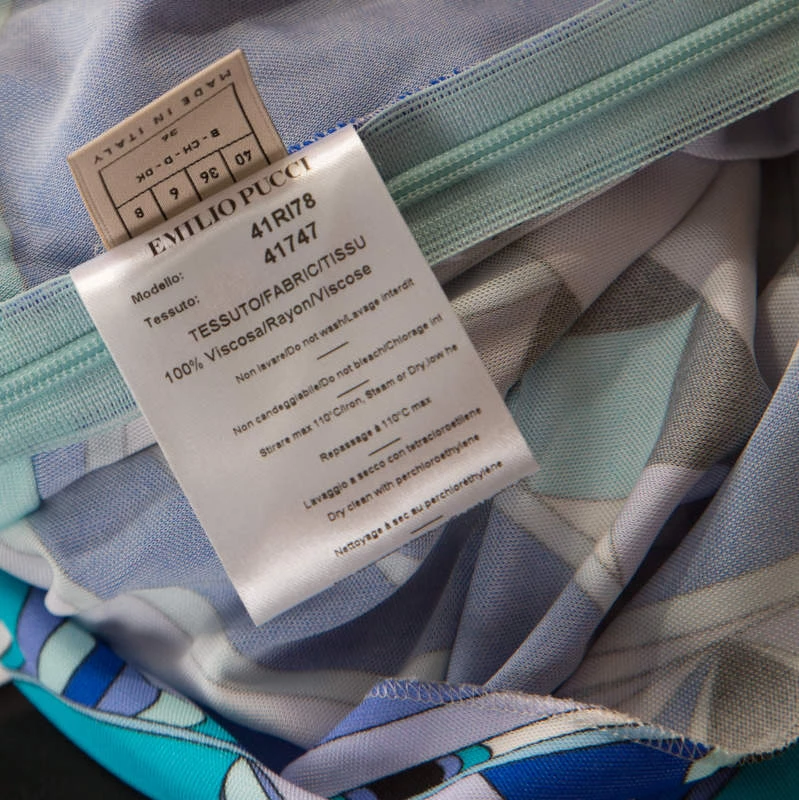 MADE IN ITALY
36
B-CH-D-DK
40 36 6 8
EMILIO PUCCI
Modello: 41RI78
Tessuto: 41747
TESSUTO/FABRIC/TISSU
100% Viscosa/Rayon/Viscose
Non lavare/Do not wash/Lavage interdit
Non candeggiabile/Do not bleach/Chlorage int
Stirare max 110°C/Iron, Steam or Dry,low he
Repassage à 110°C max
Lavaggio a secco con tetracloroetilene
Dry clean with perchloroethylene
Nettoyage à sec au perchloréthylène